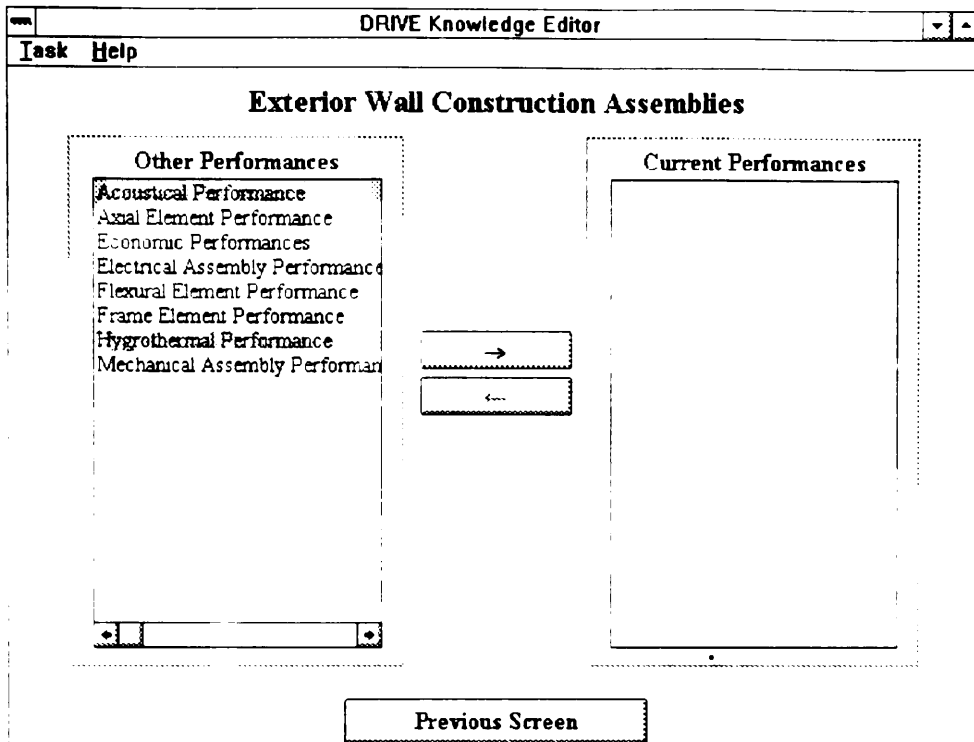 DRIVE Knowledge Editor
Task Help
Exterior Wall Construction Assemblies
Other Performances
Acoustical Performance
Axial Element Performance
Economic Performances
Electrical Assembly Performance
Flexural Element Performance
Frame Element Performance
Hygrothermal Performance
Mechanical Assembly Performan
→
←
Current Performances
Previous Screen